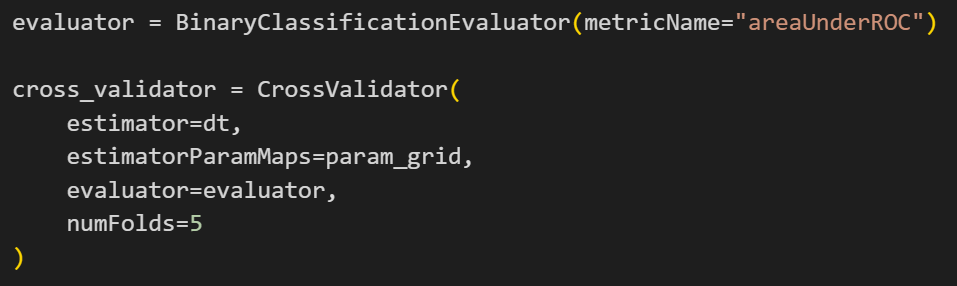 evaluator = BinaryClassificationEvaluator(metricName="areaUnderROC")

cross_validator = CrossValidator(
    estimator=dt,
    estimatorParamMaps=param_grid,
    evaluator=evaluator,
    numFolds=5
)